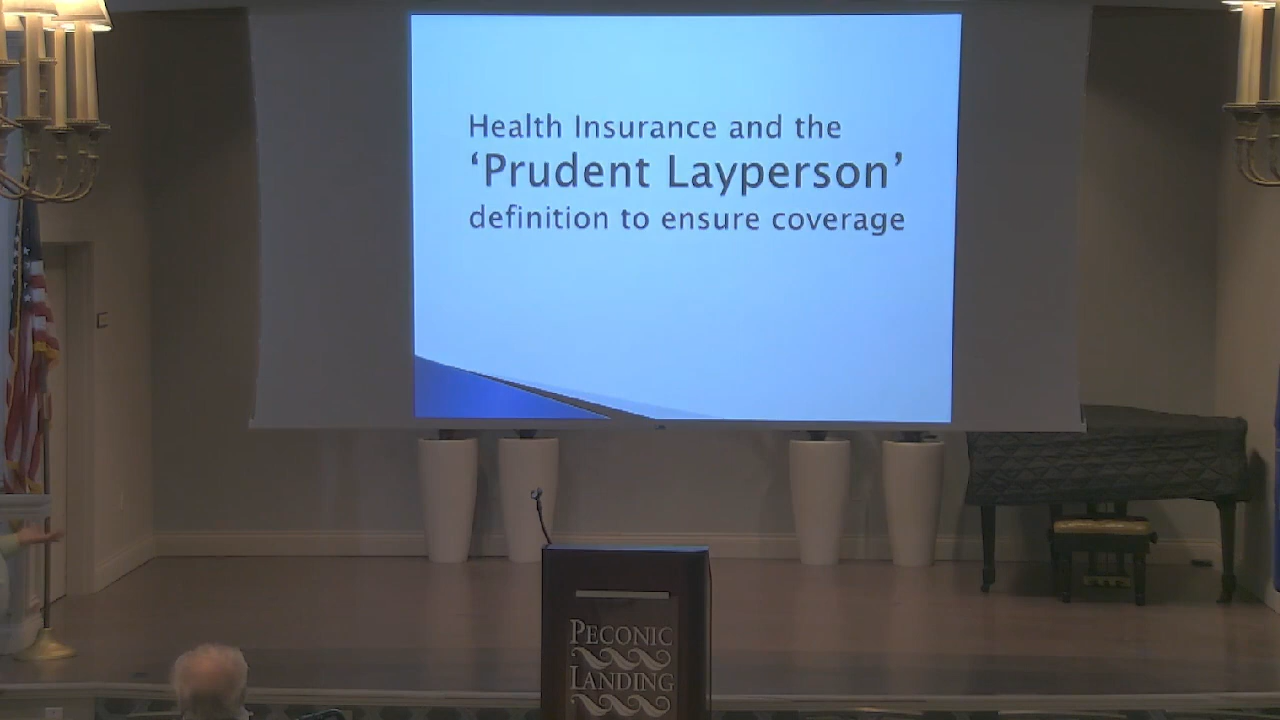 Health Insurance and the
‘Prudent Layperson’
definition to ensure coverage
PECONIC
LANDING